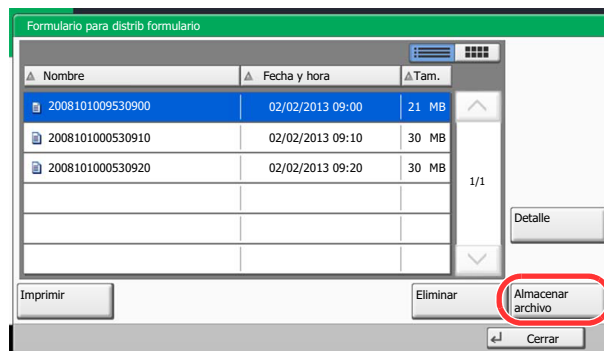 Formulario para distrib formulario
Nombre Fecha y hora Tam.
2008101009530900 02/02/2013 09:00 21 MB
2008101000530910 02/02/2013 09:10 30 MB
2008101000530920 02/02/2013 09:20 30 MB
1/1
Detalle
Imprimir Eliminar Almacenar
archivo
Cerrar